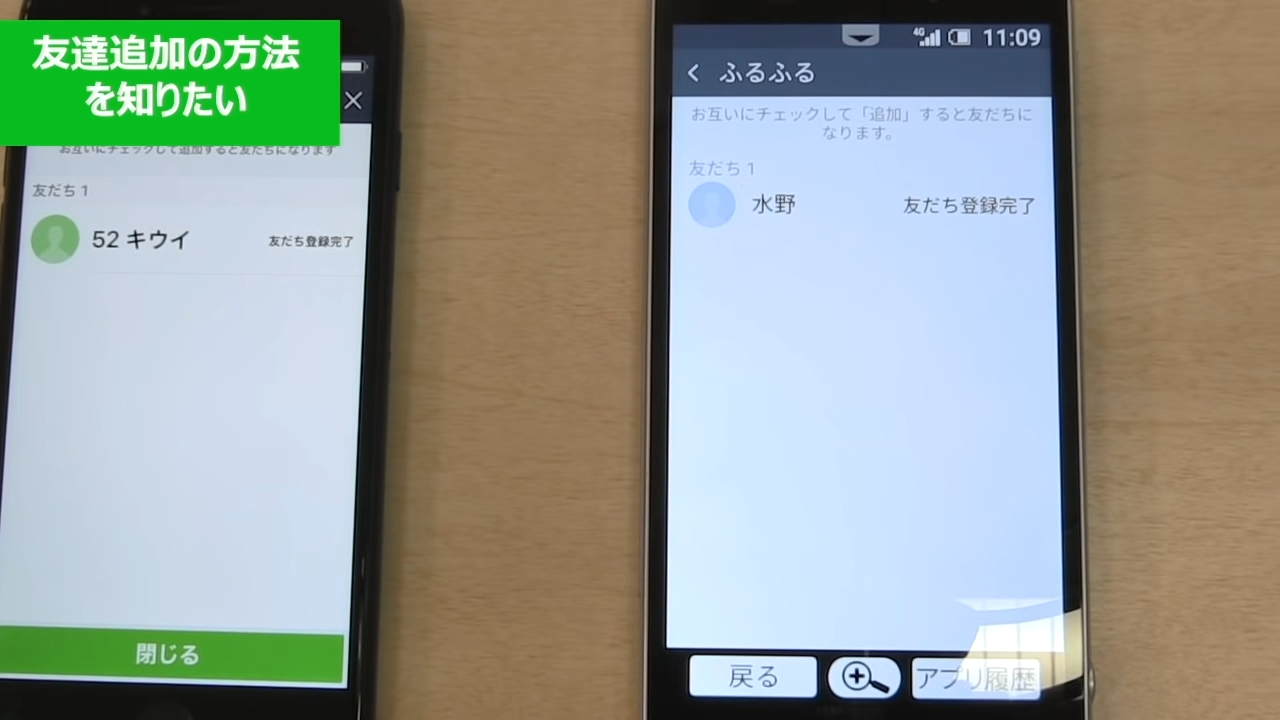 友達追加の方法
を知りたい
お互いにチェックして追加すると友だちになります
友だち 1
52 キウイ
友だち登録完了
閉じる
4G 11:09
ふるふる
お互いにチェックして「追加」すると友だちに
なります。
友だち 1
水野
友だち登録完了
戻る
アプリ履歴